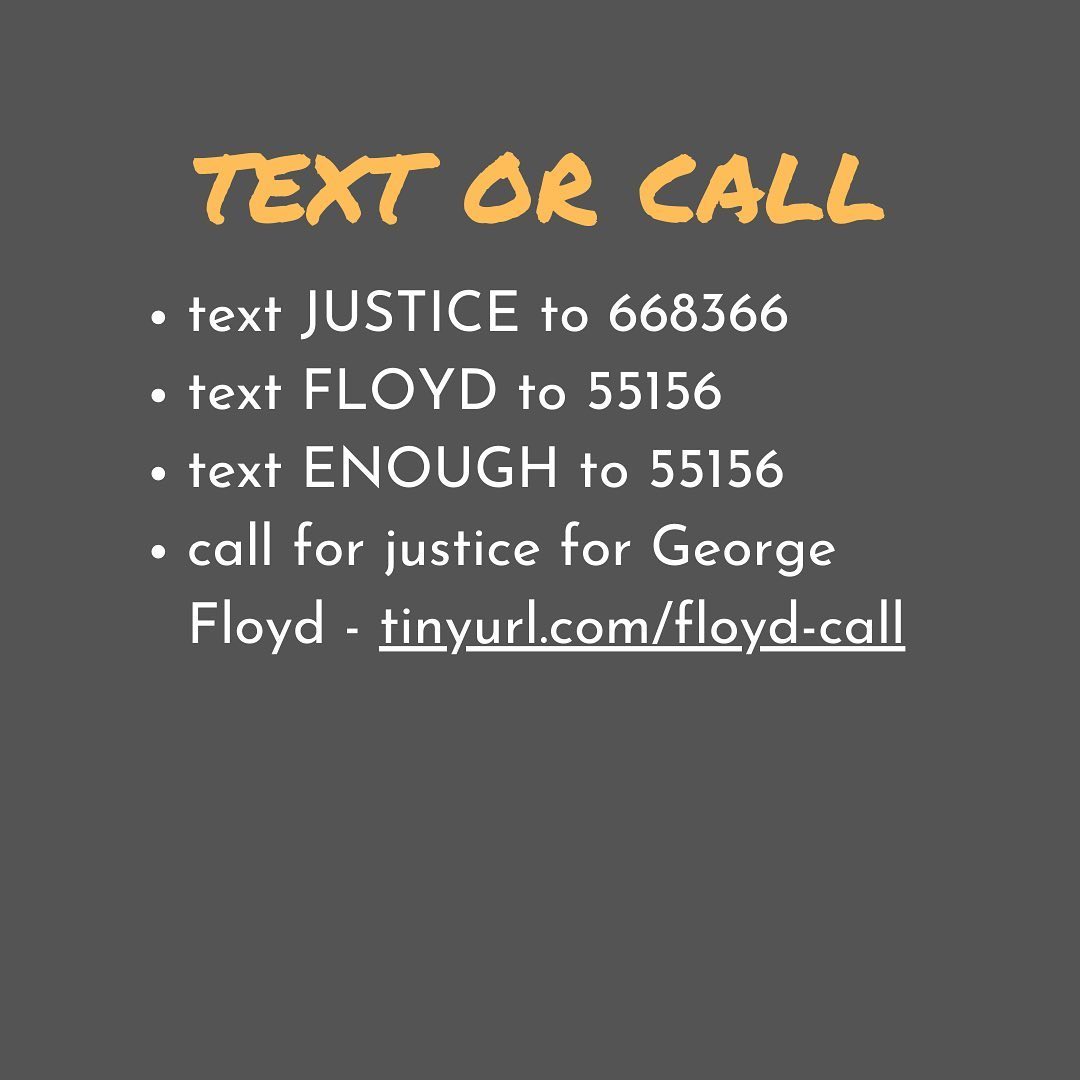 TEXT OR CALL
• text JUSTICE to 668366
• text FLOYD to 55156
• text ENOUGH to 55156
• call for justice for George
Floyd - tinyurl.com/floyd-call